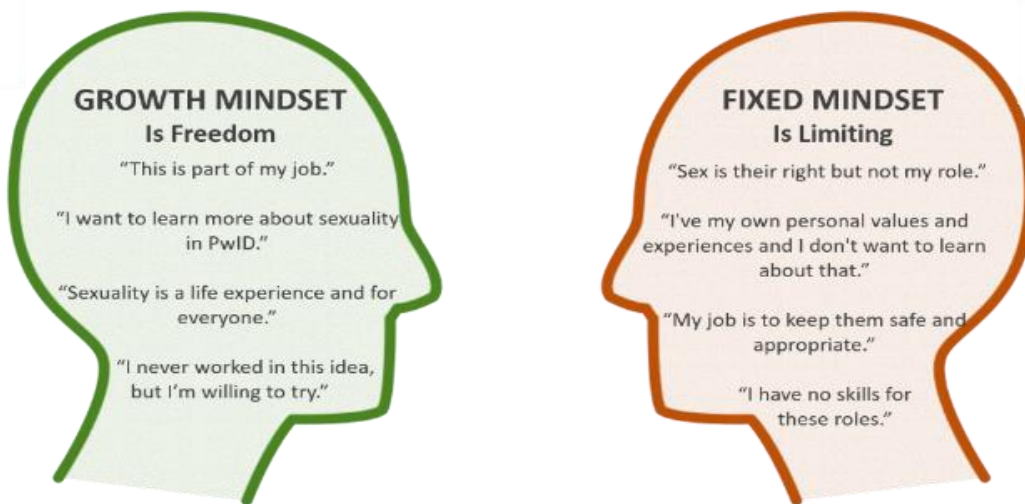 GROWTH MINDSET
Is Freedom
“This is part of my job.”
“I want to learn more about sexuality
in PwID.”
“Sexuality is a life experience and for
everyone.”
“I never worked in this idea,
but I’m willing to try.”
FIXED MINDSET
Is Limiting
“Sex is their right but not my role.”
“I've my own personal values and
experiences and I don't want to learn
about that.”
“My job is to keep them safe and
appropriate.”
“I have no skills for
these roles.”